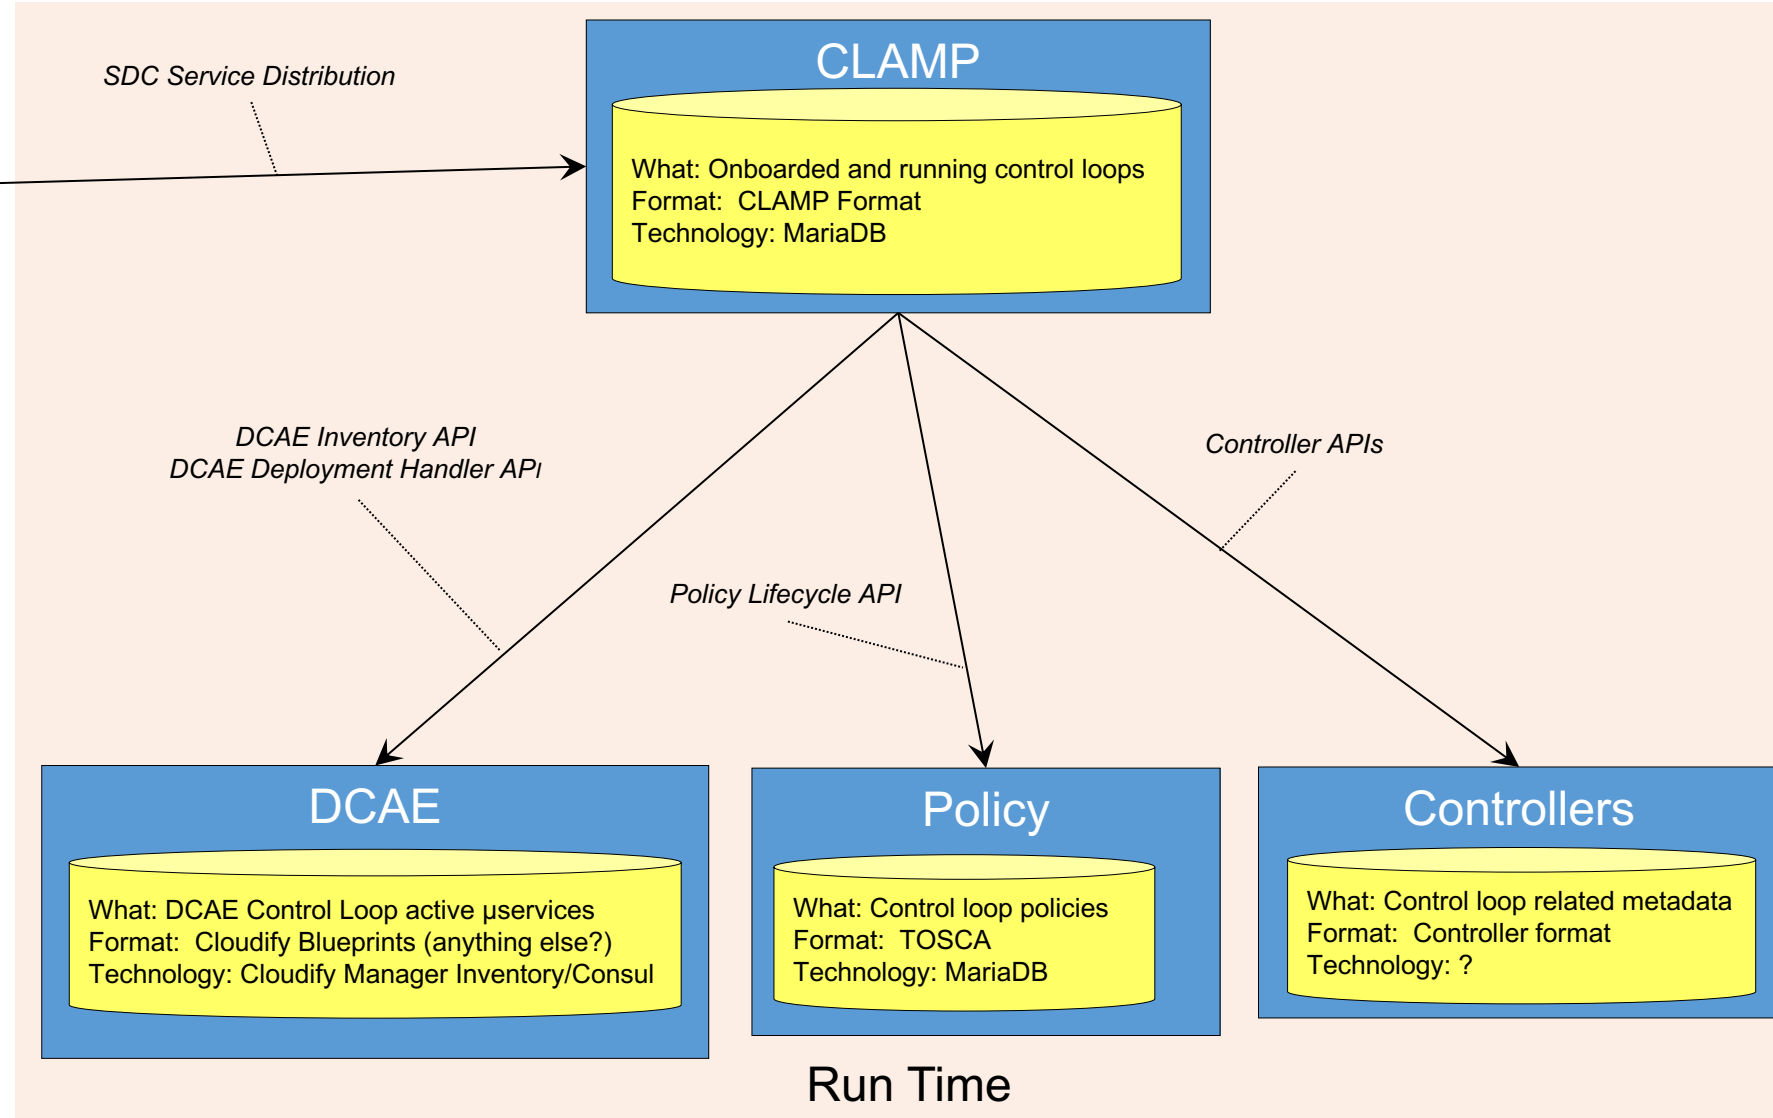 CLAMP
SDC Service Distribution
What: Onboarded and running control loops
Format:  CLAMP Format
Technology: MariaDB
DCAE Inventory API
DCAE Deployment Handler API
Controller APIs
Policy Lifecycle API
DCAE
What: DCAE Control Loop active µservices
Format:  Cloudify Blueprints (anything else?)
Technology: Cloudify Manager Inventory/Consul
Policy
What: Control loop policies
Format:  TOSCA
Technology: MariaDB
Controllers
What: Control loop related metadata
Format:  Controller format
Technology: ?
Run Time